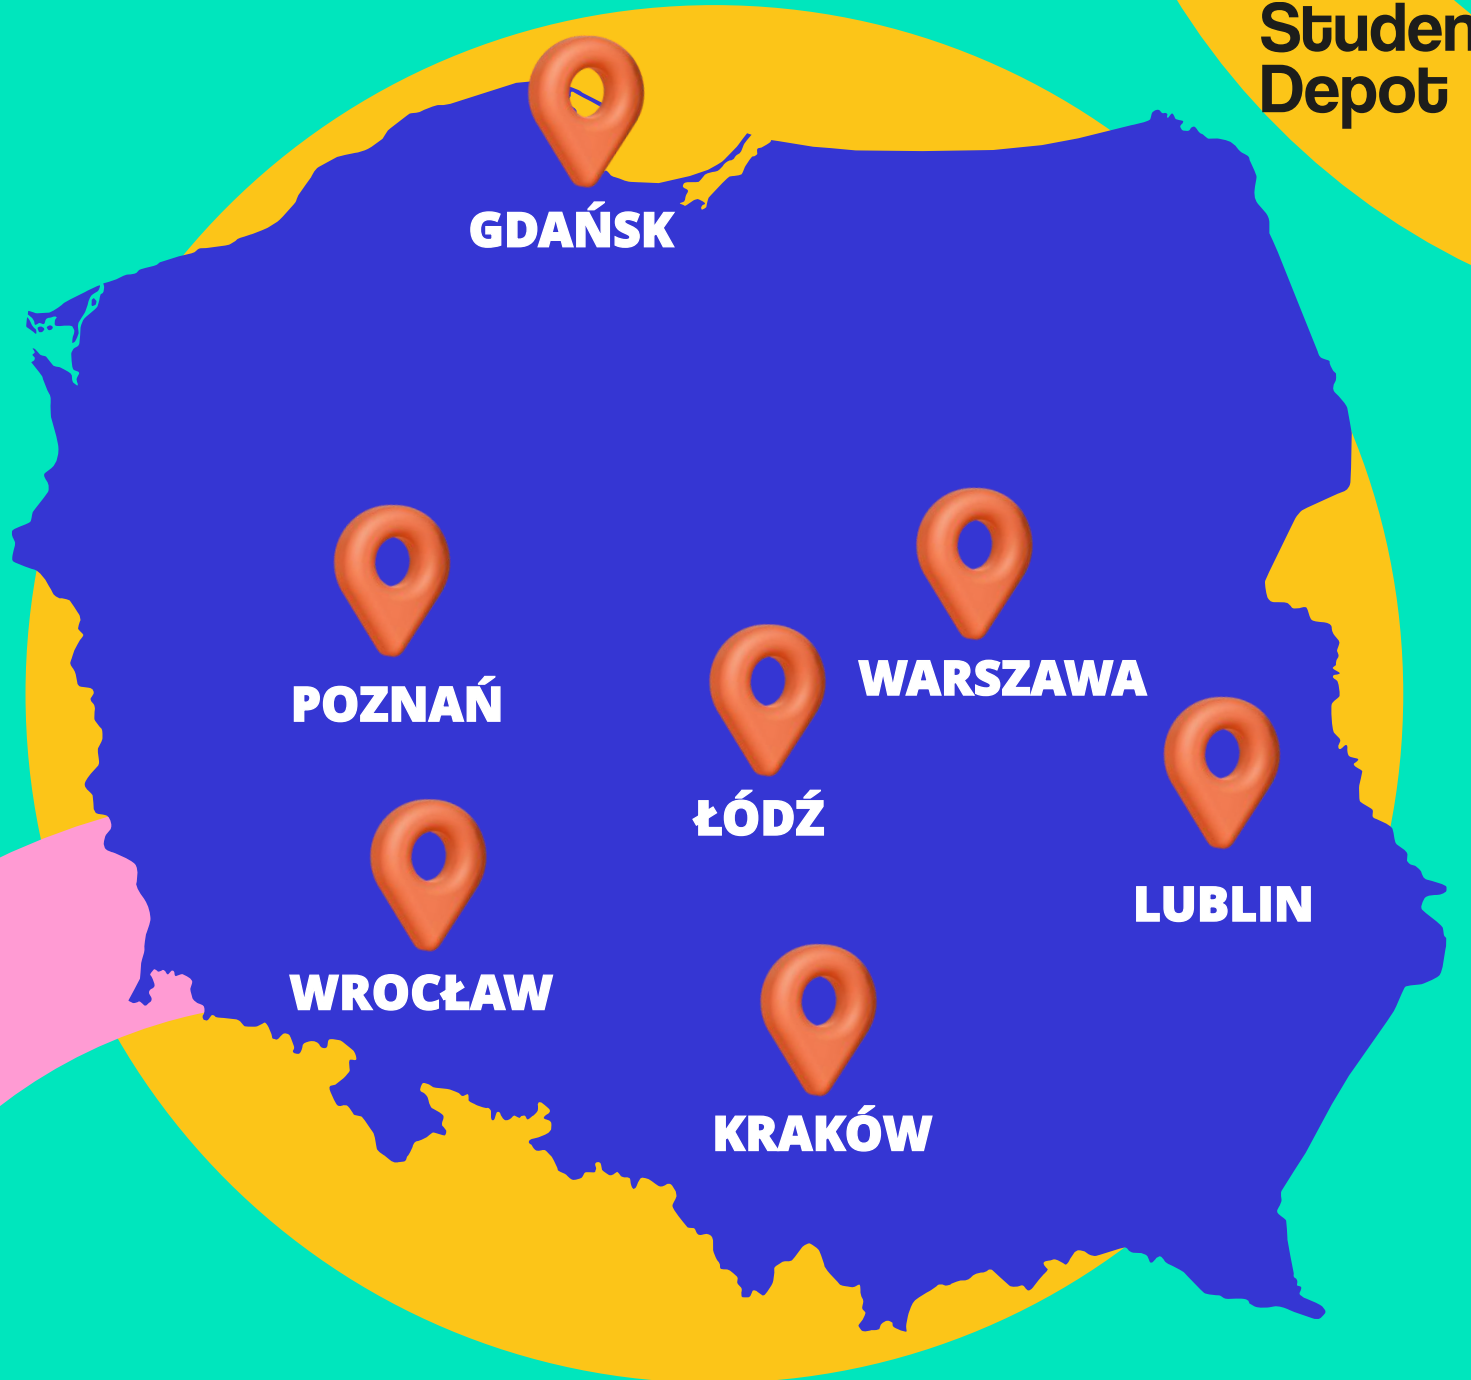 Studen
Depot
GDAŃSK
POZNAŃ
WARSZAWA
ŁÓDŹ
LUBLIN
WROCŁAW
KRAKÓW